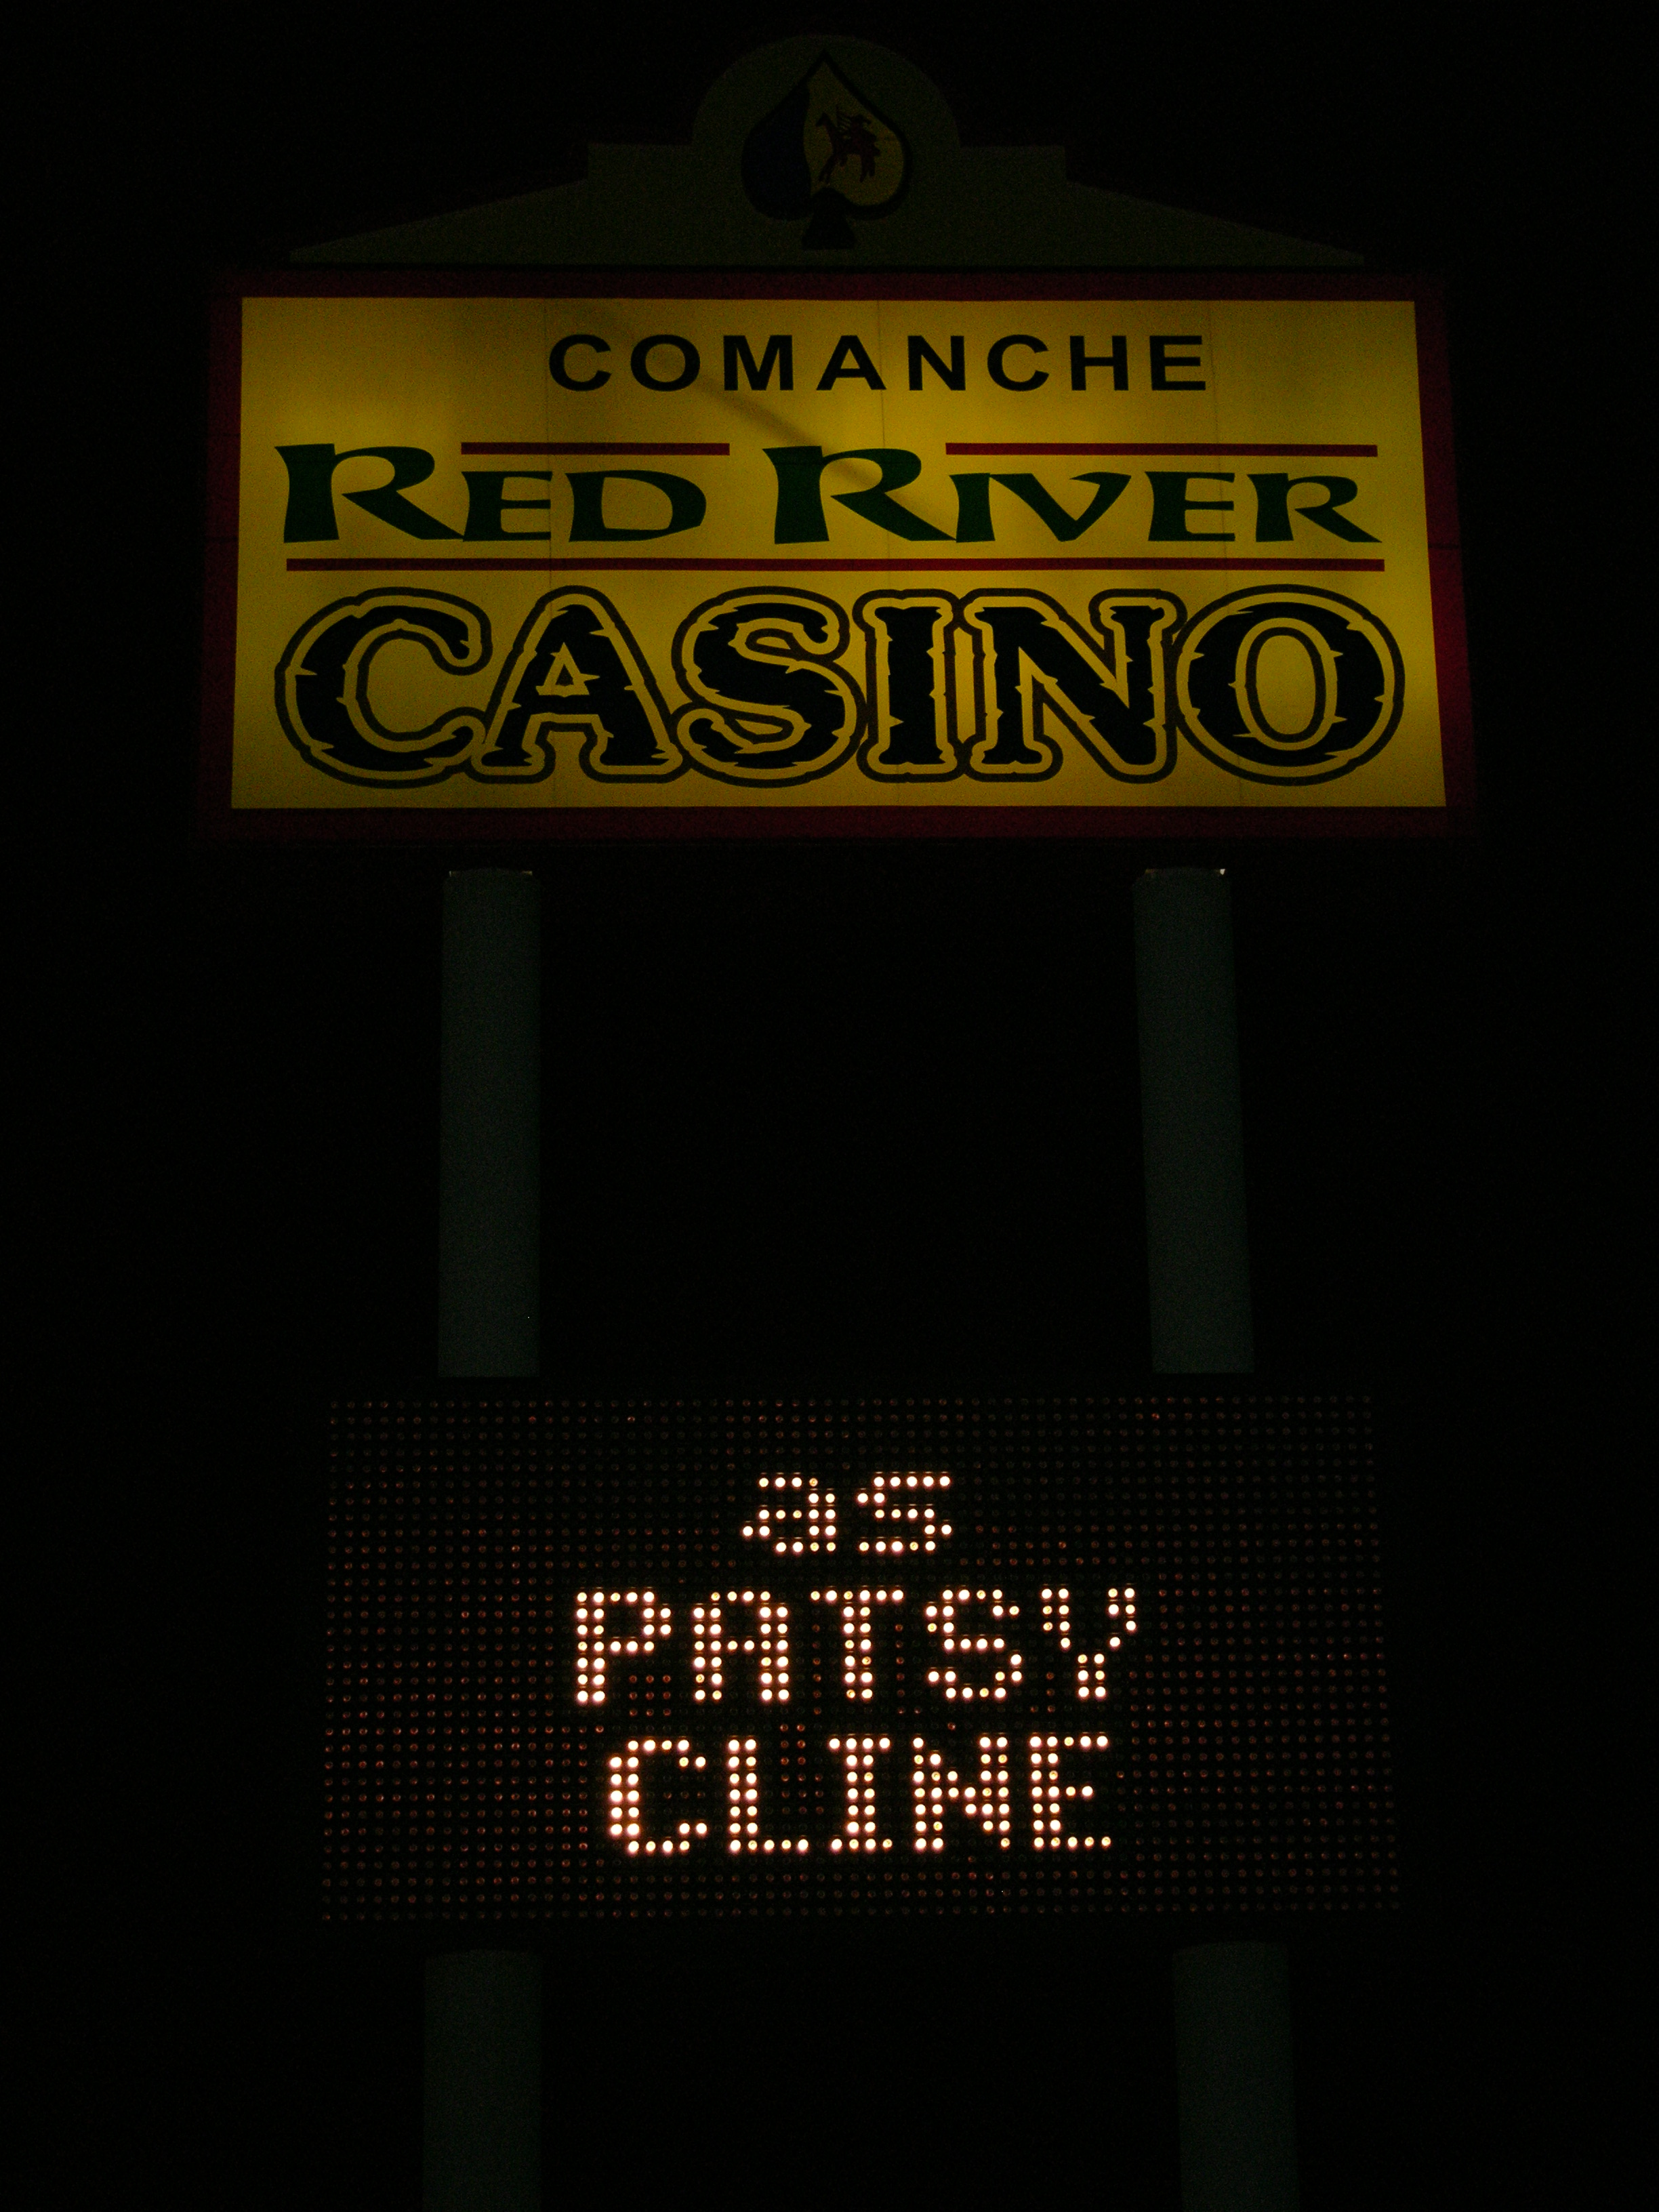 COMANCHE
RED RIVER
CASINO
as
PATSY
CLINE